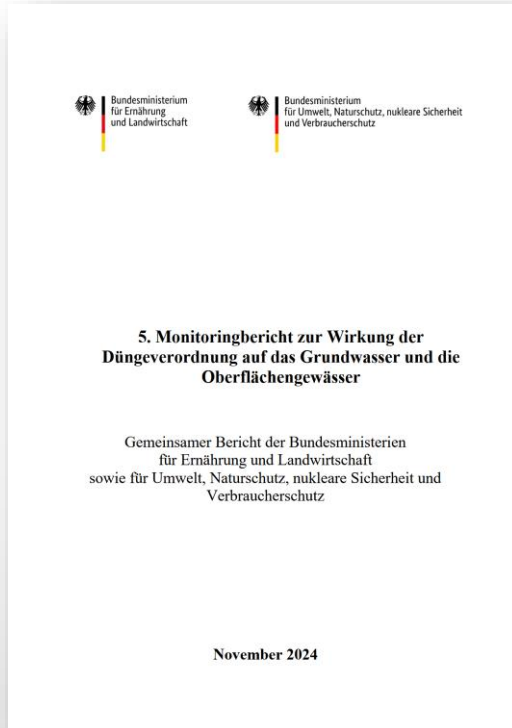 Bundesministerium
für Ernährung
und Landwirtschaft
Bundesministerium
für Umwelt, Naturschutz, nukleare Sicherheit
und Verbraucherschutz
5. Monitoringbericht zur Wirkung der
Düngeverordnung auf das Grundwasser und die
Oberflächengewässer
Gemeinsamer Bericht der Bundesministerien
für Ernährung und Landwirtschaft
sowie für Umwelt, Naturschutz, nukleare Sicherheit und
Verbraucherschutz
November 2024